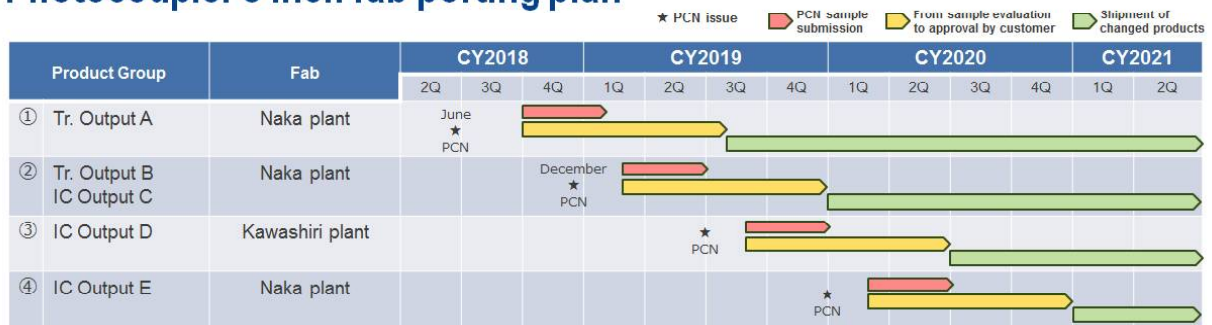 Photocoupler 6 inch fab porting plan
★ PCN issue
PCN sample submission
From sample evaluation to approval by customer
Shipment of changed products
Product Group Fab CY2018 CY2019 CY2020 CY2021
2Q 3Q 4Q 1Q 2Q 3Q 4Q 1Q 2Q 3Q 4Q 1Q 2Q
① Tr. Output A Naka plant June
★
PCN
② Tr. Output B Naka plant December
IC Output C ★
PCN
③ IC Output D Kawashiri plant ★
PCN
④ IC Output E Naka plant ★
PCN